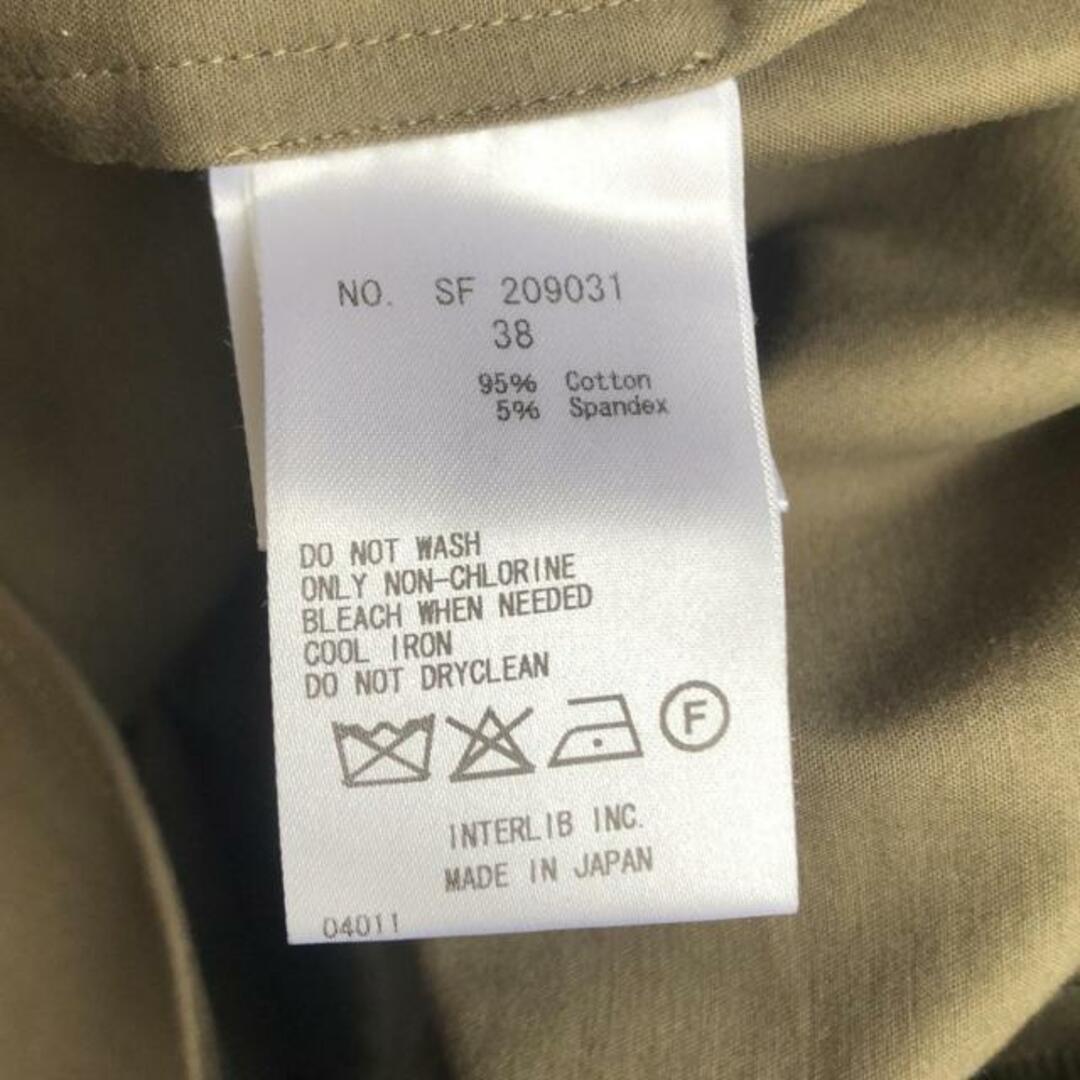 NO. SF 209031
38
95% Cotton
5% Spandex
DO NOT WASH
ONLY NON-CHLORINE
BLEACH WHEN NEEDED
COOL IRON
DO NOT DRYCLEAN
F
INTERLIB INC.
MADE IN JAPAN
04011